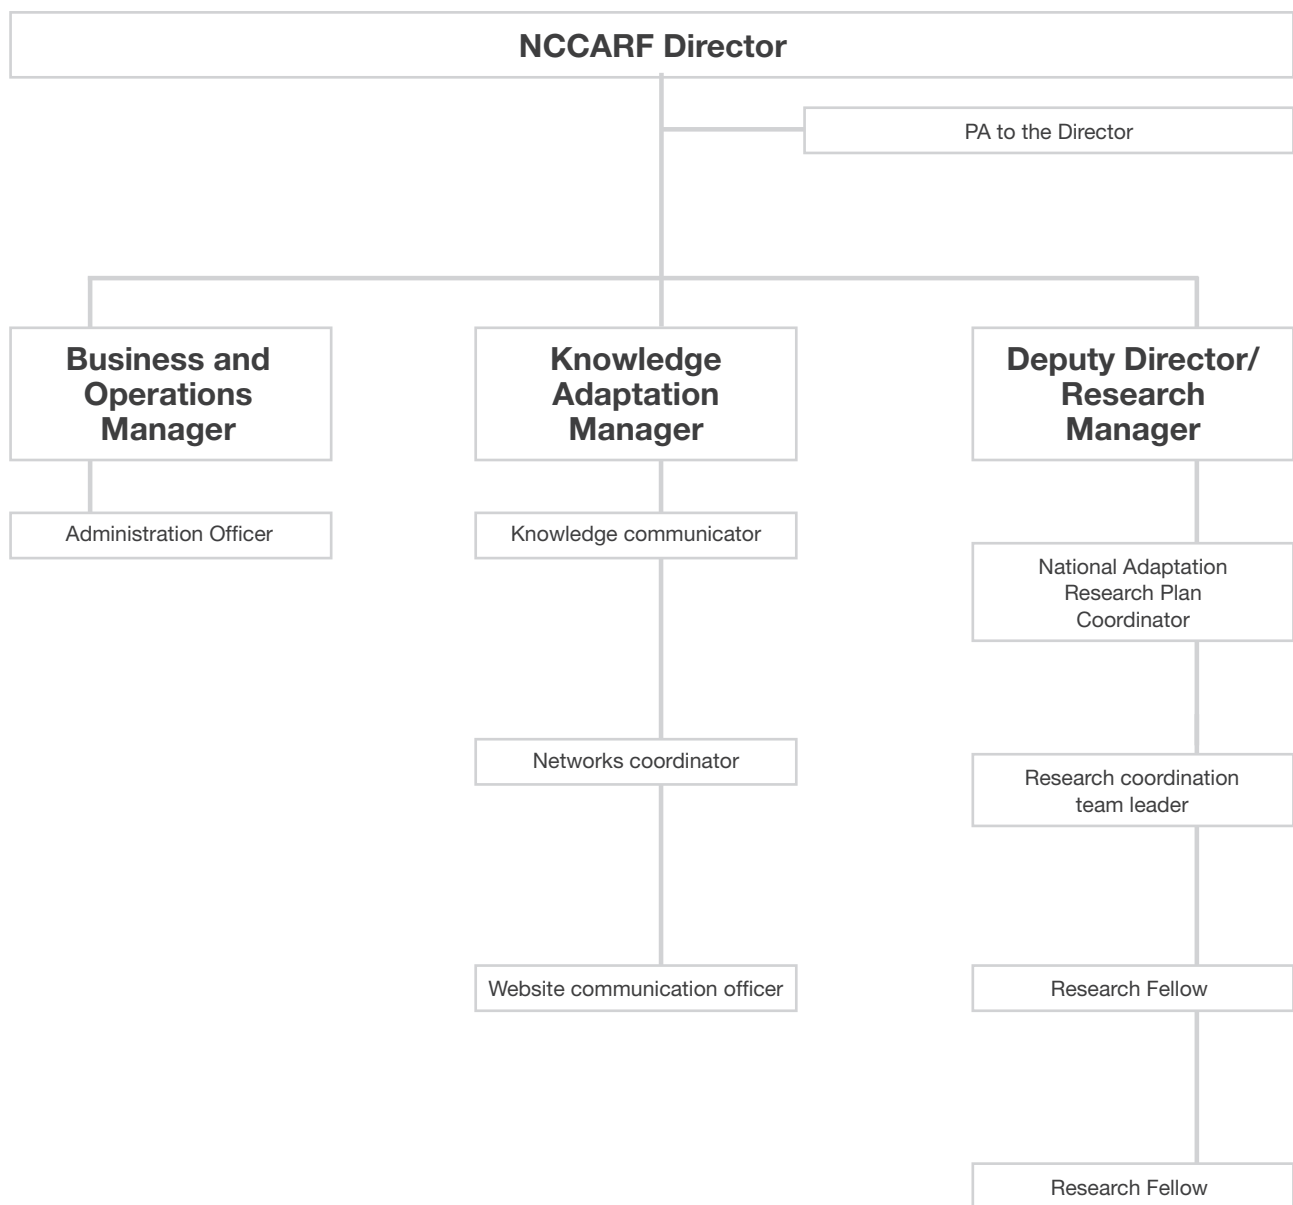 NCCARF Director
PA to the Director
Business and
Operations
Manager
Knowledge
Adaptation
Manager
Deputy Director/
Research
Manager
Administration Officer
Knowledge communicator
National Adaptation
Research Plan
Coordinator
Networks coordinator
Research coordination
team leader
Website communication officer
Research Fellow
Research Fellow